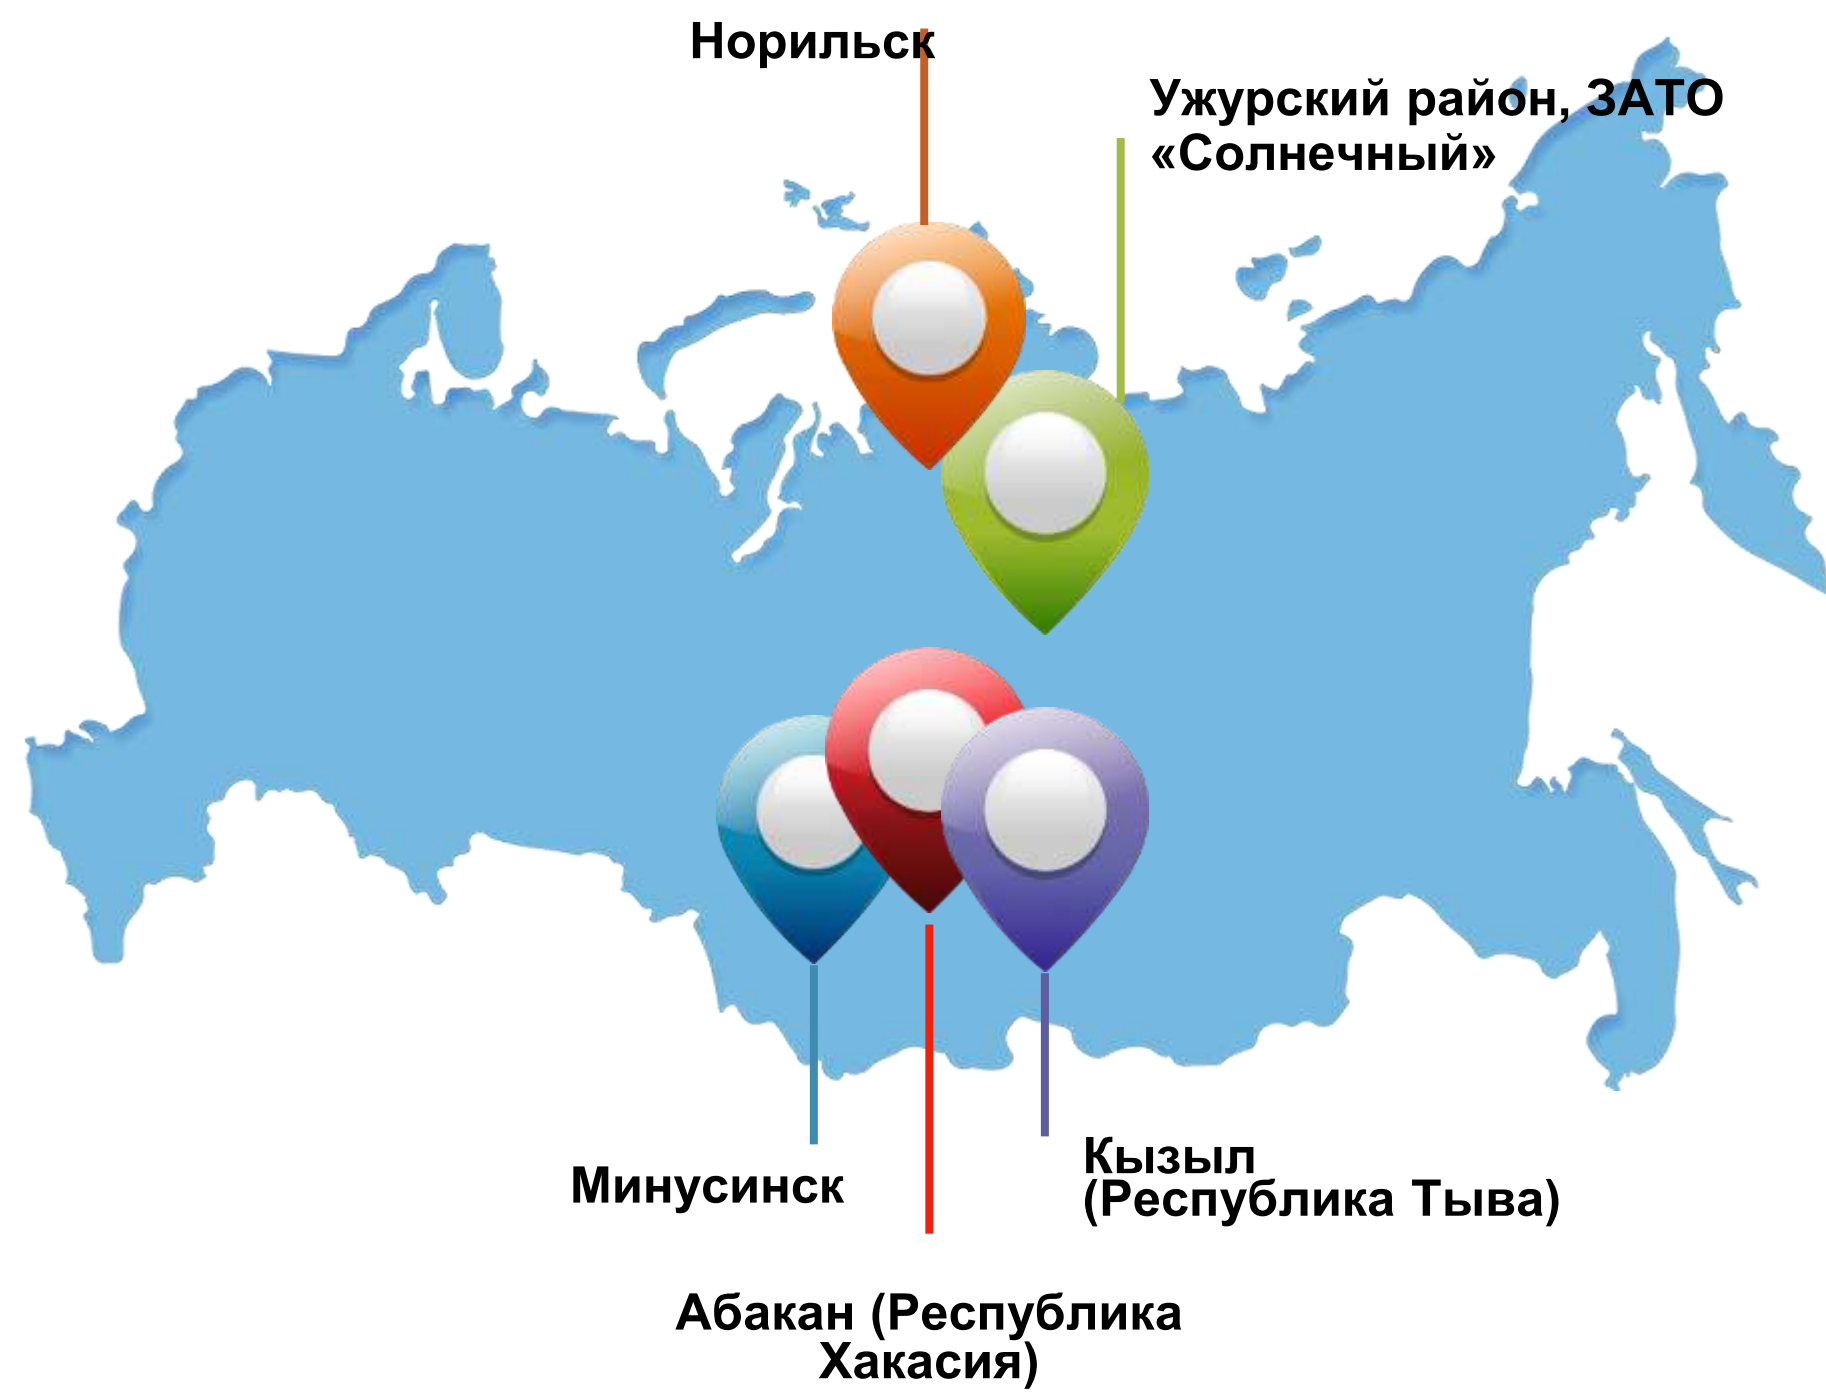 Норильск
Ужурский район, ЗАТО
«Солнечный»
Минусинск
Кызыл
(Республика Тыва)
Абакан (Республика
Хакасия)